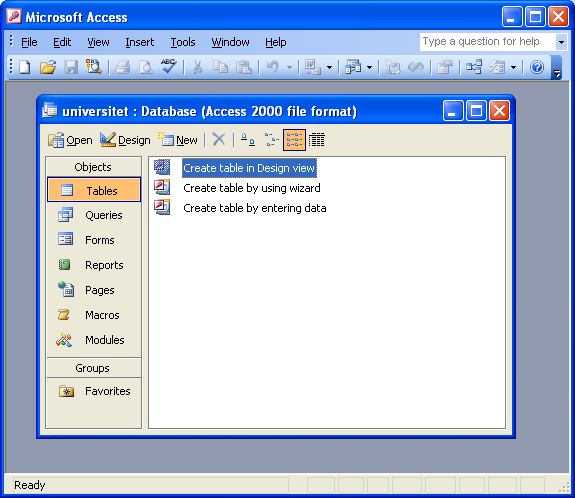 Microsoft Access
File Edit View Insert Tools Window Help Type a question for help
ABC
universitet : Database (Access 2000 file format)
Open Design New
Objects
Tables
Queries
Forms
Reports
Pages
Macros
Modules
Groups
Favorites
Create table in Design view
Create table by using wizard
Create table by entering data
Ready